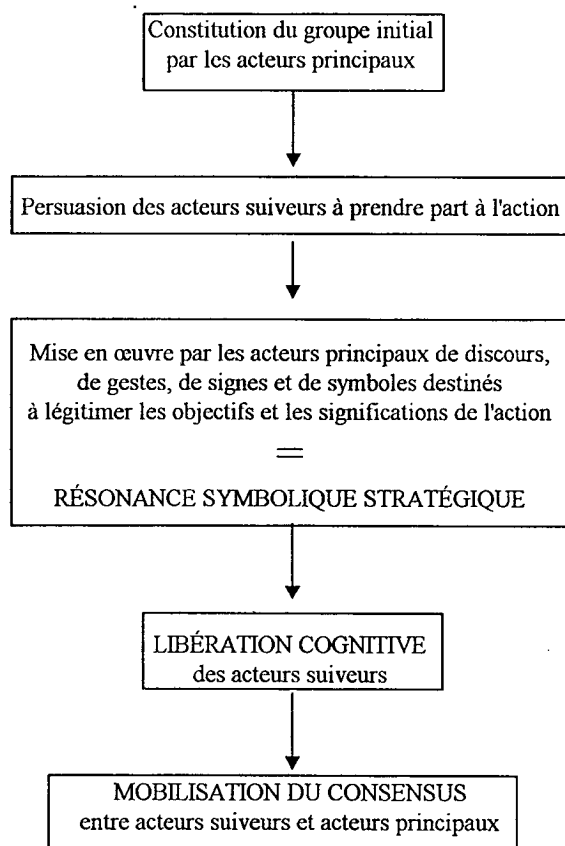 Constitution du groupe initial
par les acteurs principaux
Persuasion des acteurs suiveurs à prendre part à l'action
Mise en œuvre par les acteurs principaux de discours,
de gestes, de signes et de symboles destinés
à légitimer les objectifs et les significations de l'action
=
RÉSONANCE SYMBOLIQUE STRATÉGIQUE
LIBÉRATION COGNITIVE
des acteurs suiveurs
MOBILISATION DU CONSENSUS
entre acteurs suiveurs et acteurs principaux